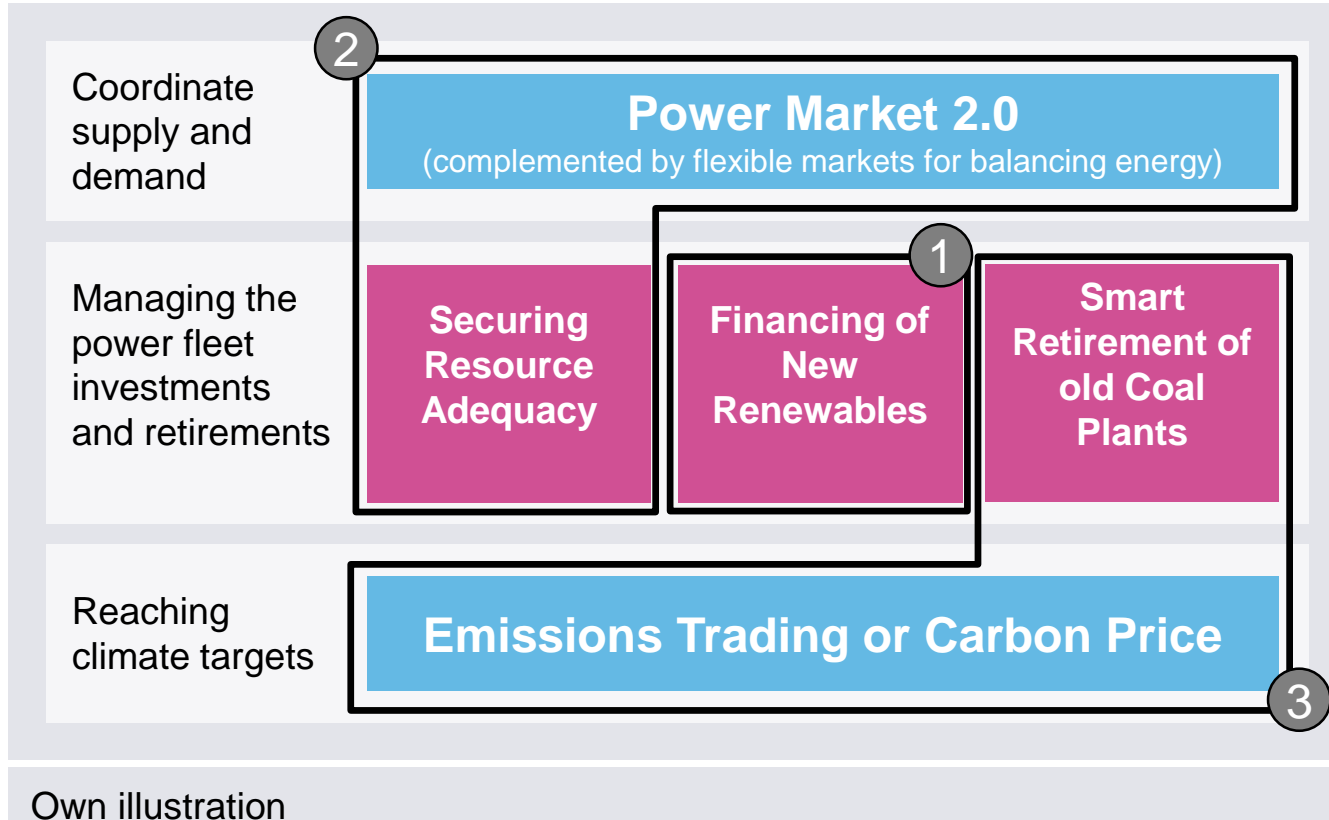 2
Coordinate
supply and
demand
Power Market 2.0
(complemented by flexible markets for balancing energy)
1
Managing the
power fleet
investments
and retirements
Securing
Resource
Adequacy
Financing of
New
Renewables
Smart
Retirement of
old Coal
Plants
Reaching
climate targets
Emissions Trading or Carbon Price
3
Own illustration